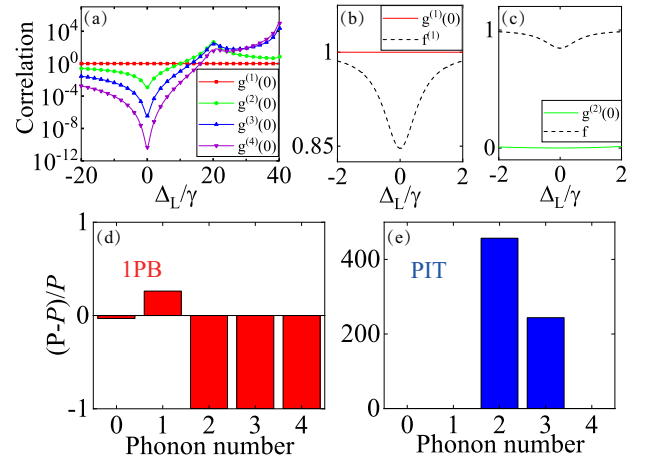 (a)
Correlation
10^4
10^0
10^-4
10^-8
10^-12
g^(1)(0)
g^(2)(0)
g^(3)(0)
g^(4)(0)
-20 0 20 40
Δ_L/γ
(b)
g^(1)(0)
f^(1)
1
0.85
-2 0 2
Δ_L/γ
(c)
1
0
g^(2)(0)
f
-2 0 2
Δ_L/γ
(d)
1PB
(P-P)/P
1
0
-1
0 1 2 3 4
Phonon number
(e)
PIT
400
200
0
0 1 2 3 4
Phonon number